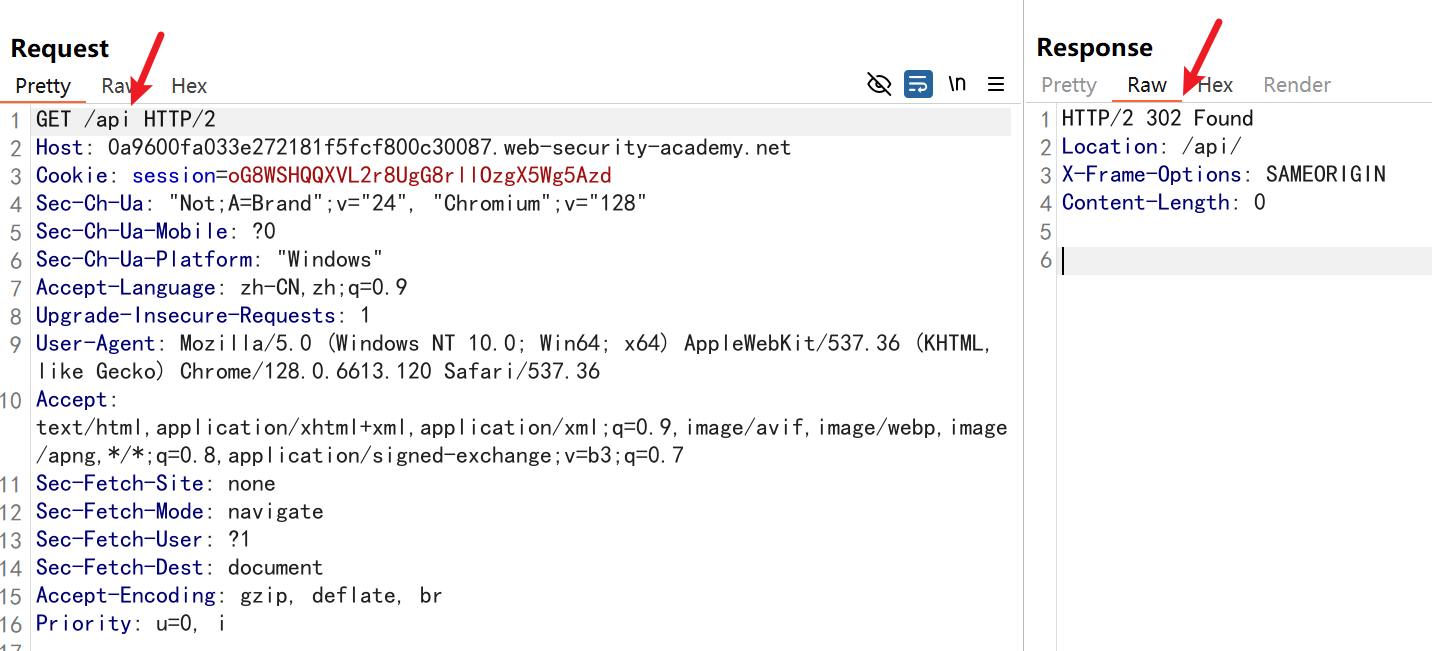 Request
Pretty Raw Hex \n
1 GET /api HTTP/2
2 Host: 0a9600fa033e272181f5fcf800c30087.web-security-academy.net
3 Cookie: session=oG8WSHQQXVL2r8UgG8rllOzgX5Wg5Azd
4 Sec-Ch-Ua: "Not;A=Brand";v="24", "Chromium";v="128"
5 Sec-Ch-Ua-Mobile: ?0
6 Sec-Ch-Ua-Platform: "Windows"
7 Accept-Language: zh-CN,zh;q=0.9
8 Upgrade-Insecure-Requests: 1
9 User-Agent: Mozilla/5.0 (Windows NT 10.0; Win64; x64) AppleWebKit/537.36 (KHTML,
like Gecko) Chrome/128.0.6613.120 Safari/537.36
10 Accept:
text/html,application/xhtml+xml,application/xml;q=0.9,image/avif,image/webp,image
/apng,*/*;q=0.8,application/signed-exchange;v=b3;q=0.7
11 Sec-Fetch-Site: none
12 Sec-Fetch-Mode: navigate
13 Sec-Fetch-User: ?1
14 Sec-Fetch-Dest: document
15 Accept-Encoding: gzip, deflate, br
16 Priority: u=0, i
17
Response
Pretty Raw Hex Render
1 HTTP/2 302 Found
2 Location: /api/
3 X-Frame-Options: SAMEORIGIN
4 Content-Length: 0
5
6